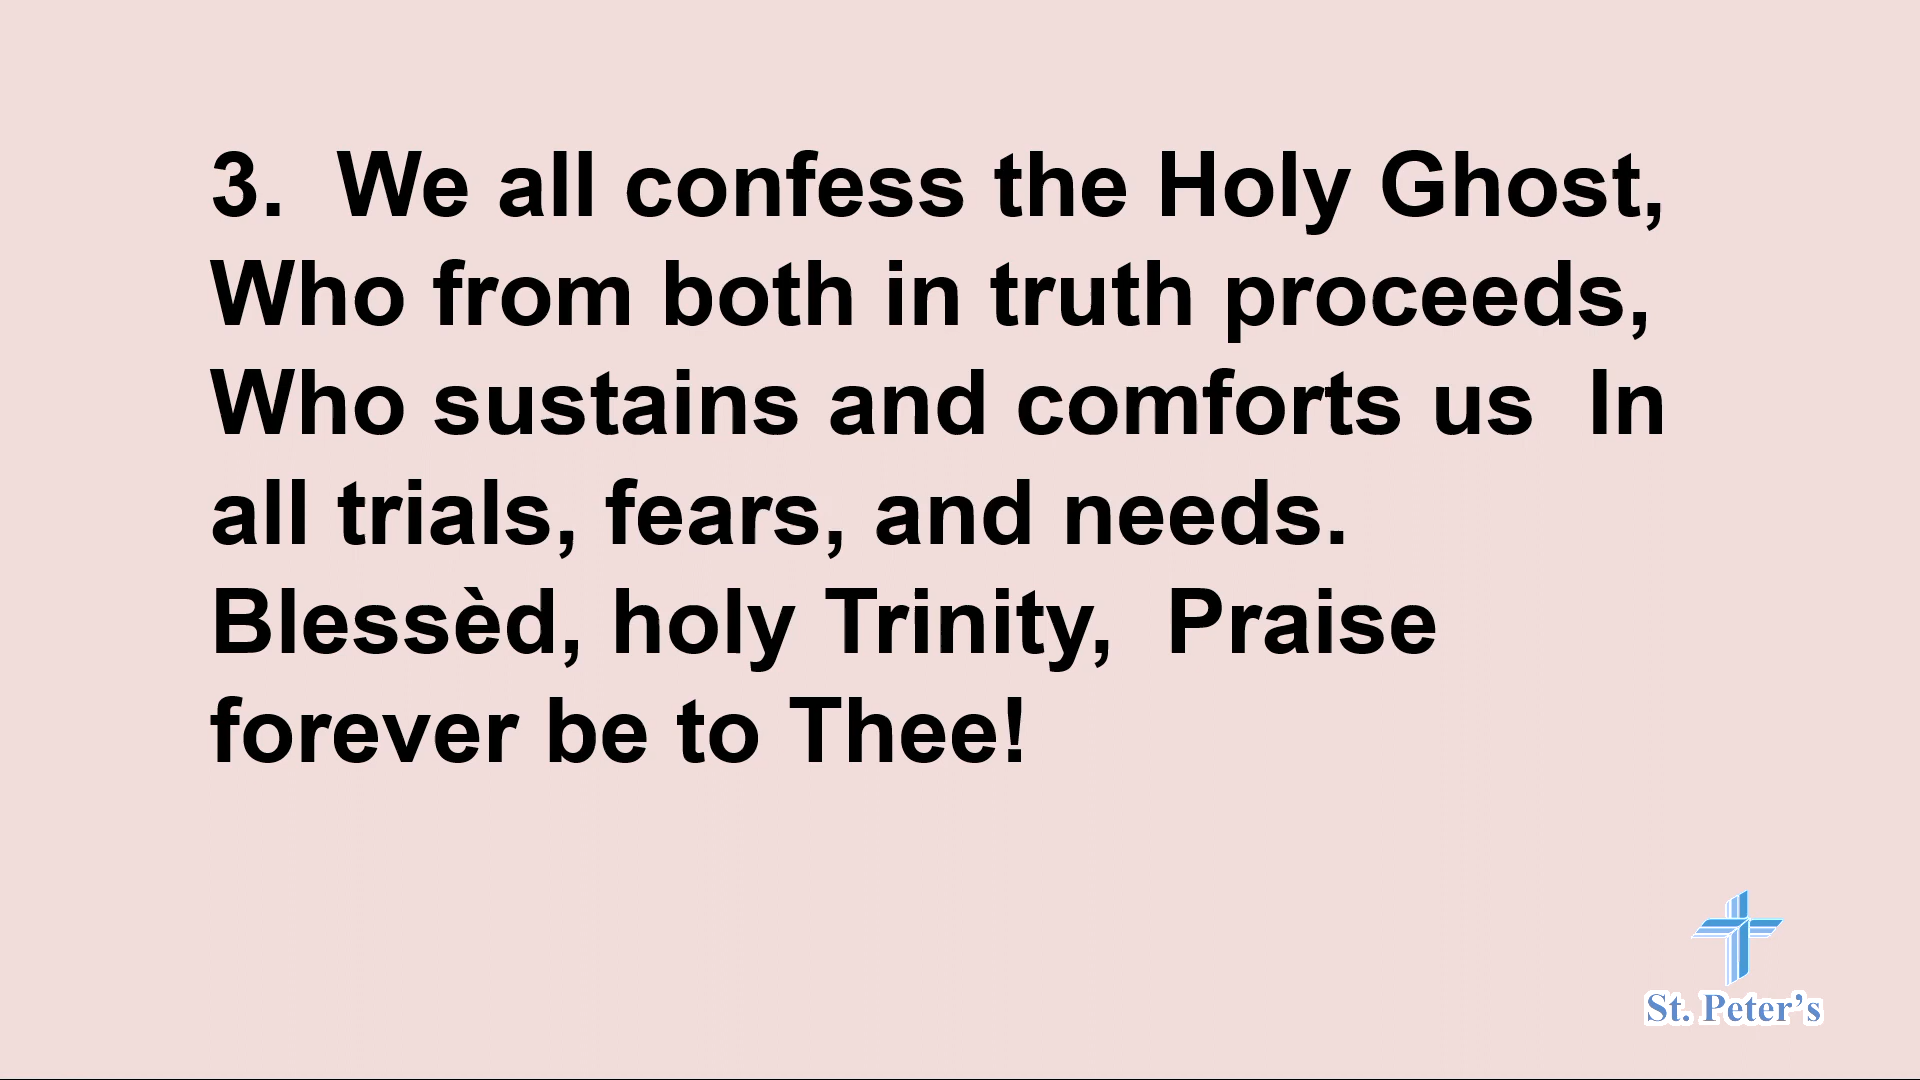 3.  We all confess the Holy Ghost,
Who from both in truth proceeds,
Who sustains and comforts us  In
all trials, fears, and needs.
Blessèd, holy Trinity,  Praise
forever be to Thee!
St. Peter’s